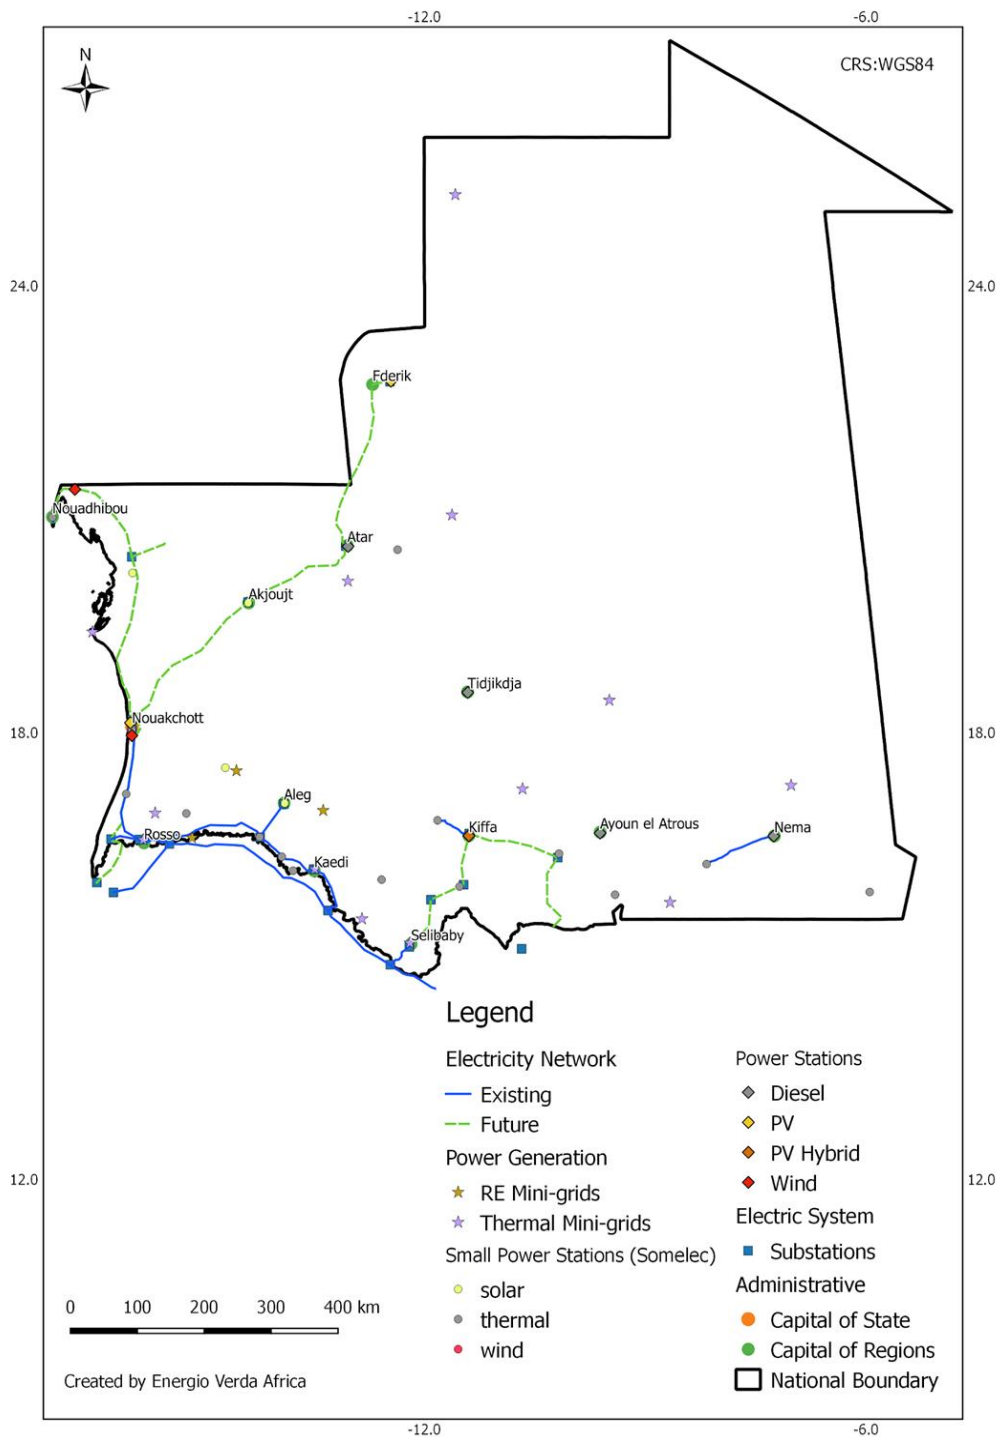 -12.0 -6.0
N
CRS:WGS84
24.0 24.0
Fderik
Nouadhibou
Atar
Akjoujt
Tidjikdja
Nouakchott
18.0 18.0
Aleg
Rosso
Kiffa
Ayoun el Atrous
Nema
Kaedi
Selibaby
Legend
Electricity Network
Existing
Future
Power Generation
RE Mini-grids
Thermal Mini-grids
Small Power Stations (Somelec)
solar
thermal
wind
Power Stations
Diesel
PV
PV Hybrid
Wind
Electric System
Substations
Administrative
Capital of State
Capital of Regions
National Boundary
12.0 12.0
0 100 200 300 400 km
Created by Energio Verda Africa
-12.0 -6.0